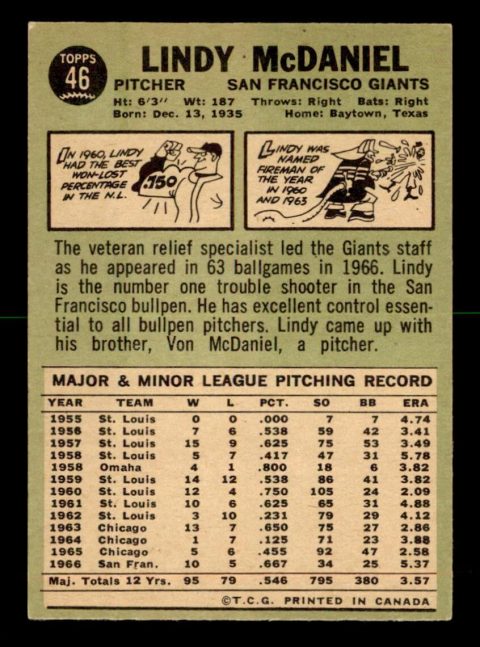 TOPPS
46
LINDY McDANIEL
PITCHER SAN FRANCISCO GIANTS
Ht: 6'3" Wt: 187 Throws: Right Bats: Right
Born: Dec. 13, 1935 Home: Baytown, Texas
IN 1960, LINDY
HAD THE BEST
WON-LOST
PERCENTAGE
IN THE N.L.
.750
LINDY WAS
NAMED
FIREMAN OF
THE YEAR
IN 1960
AND 1963
The veteran relief specialist led the Giants staff
as he appeared in 63 ballgames in 1966. Lindy
is the number one trouble shooter in the San
Francisco bullpen. He has excellent control essen-
tial to all bullpen pitchers. Lindy came up with
his brother, Von McDaniel, a pitcher.
MAJOR & MINOR LEAGUE PITCHING RECORD
YEAR TEAM W L PCT. SO BB ERA
1955 St. Louis 0 0 .000 7 7 4.74
1956 St. Louis 7 6 .538 59 42 3.41
1957 St. Louis 15 9 .625 75 53 3.49
1958 St. Louis 5 7 .417 47 31 5.78
1958 Omaha 4 1 .800 18 6 3.82
1959 St. Louis 14 12 .538 86 41 3.82
1960 St. Louis 12 4 .750 105 24 2.09
1961 St. Louis 10 6 .625 65 31 4.88
1962 St. Louis 3 10 .231 79 29 4.12
1963 Chicago 13 7 .650 75 27 2.86
1964 Chicago 1 7 .125 71 23 3.88
1965 Chicago 5 6 .455 92 47 2.58
1966 San Fran. 10 5 .667 34 25 5.37
Maj. Totals 12 Yrs. 95 79 .546 795 380 3.57
©T.C.G. PRINTED IN CANADA